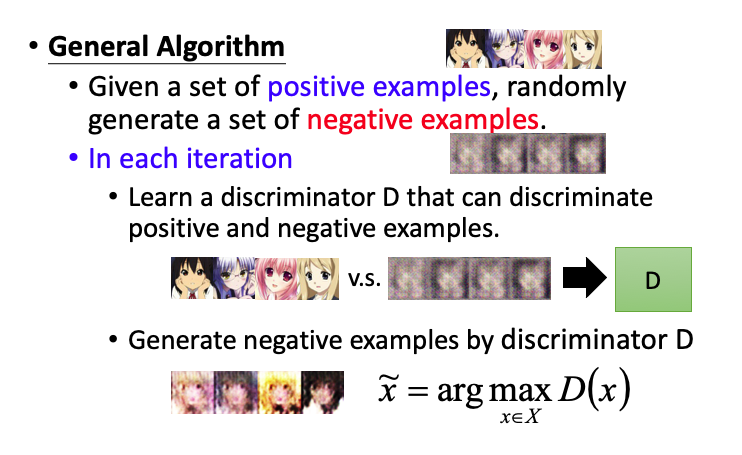 • General Algorithm
• Given a set of positive examples, randomly
generate a set of negative examples.
• In each iteration
• Learn a discriminator D that can discriminate
positive and negative examples.
v.s.
D
• Generate negative examples by discriminator D
x̃ = arg max D(x)
x∈X